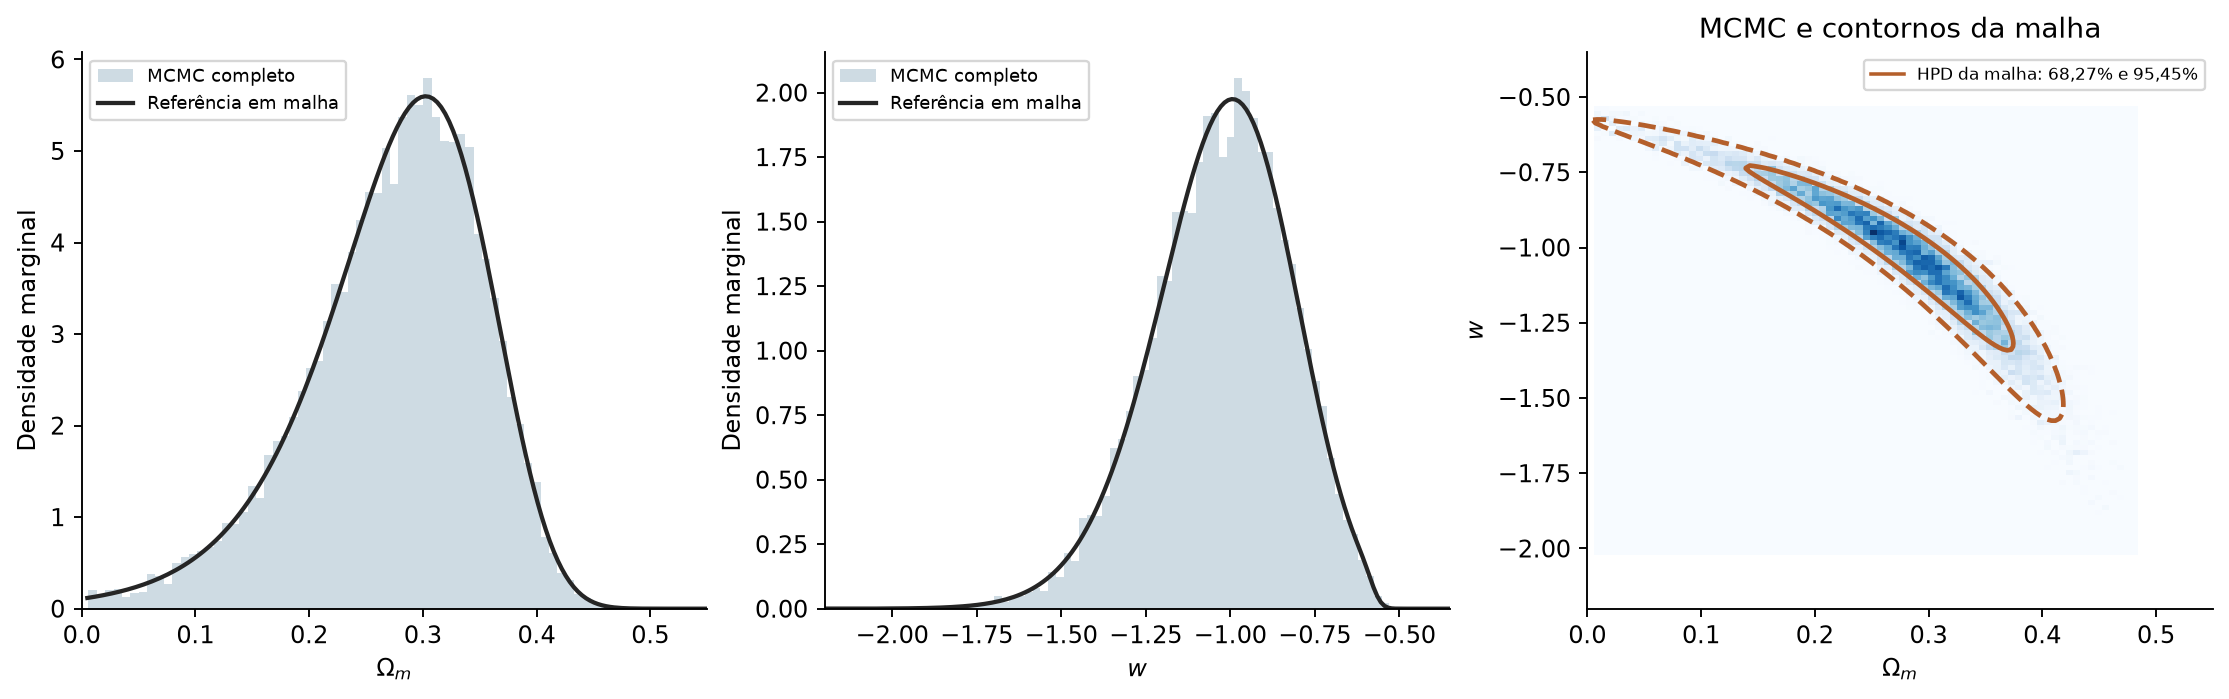 MCMC completo
Referência em malha
Densidade marginal
6
5
4
3
2
1
0
0.0 0.1 0.2 0.3 0.4 0.5
Ωm
MCMC completo
Referência em malha
Densidade marginal
2.00
1.75
1.50
1.25
1.00
0.75
0.50
0.25
0.00
−2.00 −1.75 −1.50 −1.25 −1.00 −0.75 −0.50
w
MCMC e contornos da malha
HPD da malha: 68,27% e 95,45%
w
−0.50
−0.75
−1.00
−1.25
−1.50
−1.75
−2.00
0.0 0.1 0.2 0.3 0.4 0.5
Ωm